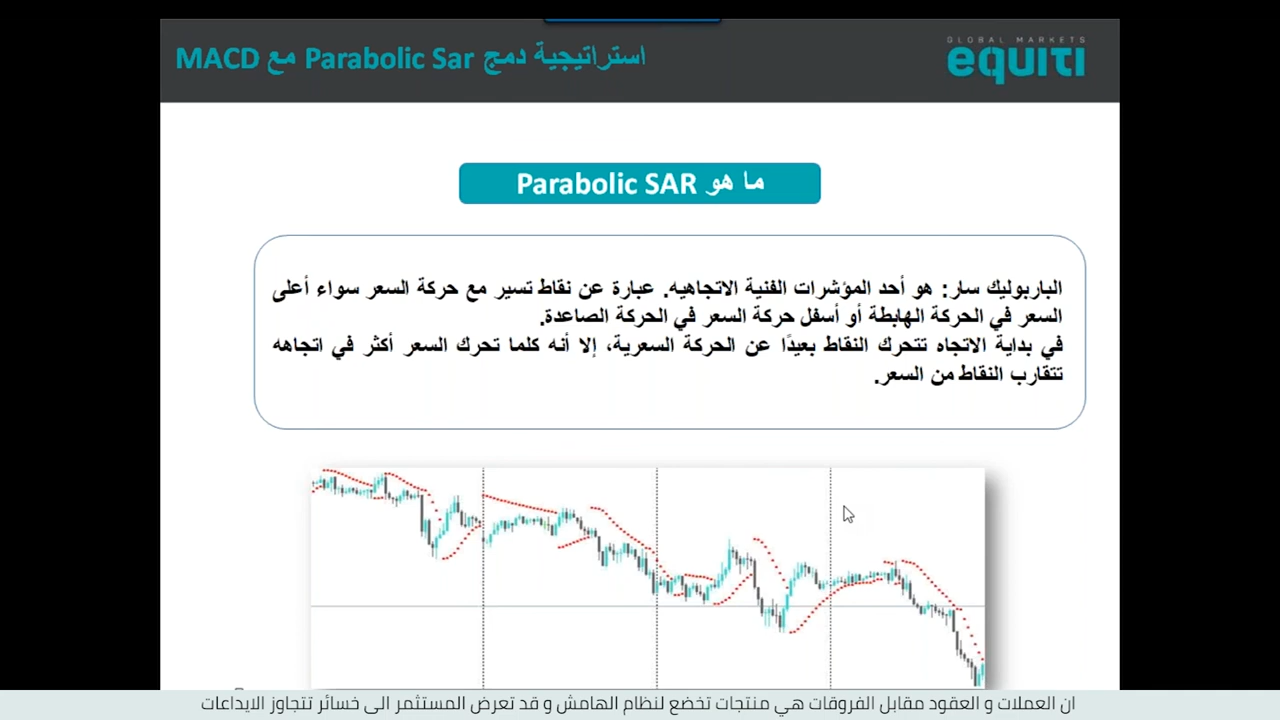 استراتيجية دمج Parabolic Sar مع MACD
GLOBAL MARKETS
equiti
ما هو Parabolic SAR
الباربوليك سار: هو أحد المؤشرات الفنية الاتجاهيه. عبارة عن نقاط تسير مع حركة السعر سواء أعلى
السعر في الحركة الهابطة أو أسفل حركة السعر في الحركة الصاعدة.
في بداية الاتجاه تتحرك النقاط بعيدًا عن الحركة السعرية، إلا أنه كلما تحرك السعر أكثر في اتجاهه
تتقارب النقاط من السعر.
ان العملات و العقود مقابل الفروقات هي منتجات تخضع لنظام الهامش و قد تعرض المستثمر الى خسائر تتجاوز الايداعات